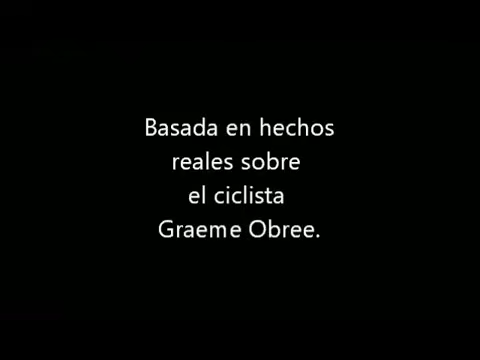 Basada en hechos
reales sobre
el ciclista
Graeme Obree.